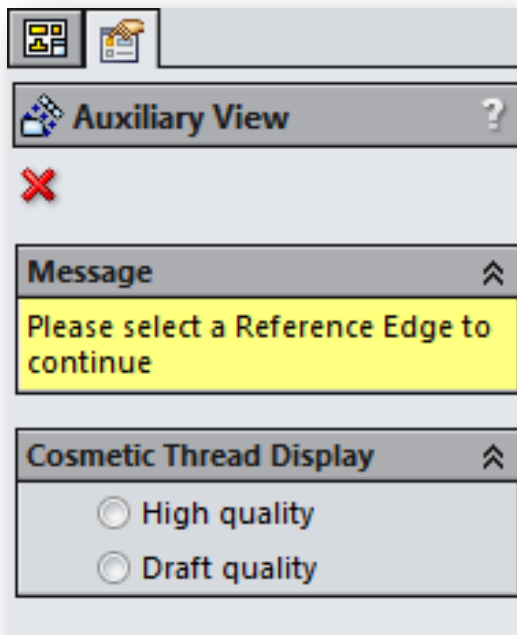 Auxiliary View ?
Message
Please select a Reference Edge to
continue
Cosmetic Thread Display
High quality
Draft quality